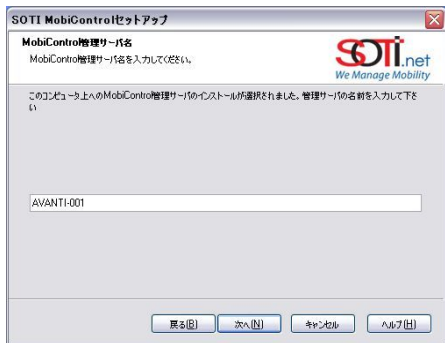 SOTI MobiControlセットアップ
MobiControl管理サーバ名
MobiControl管理サーバ名を入力してください。
SOTI.net
We Manage Mobility
このコンピュータ上へのMobiControl管理サーバのインストールが選択されました。管理サーバの名前を入力して下さ
い
AVANTI-001
戻る(B)
次へ(N)
キャンセル
ヘルプ(H)